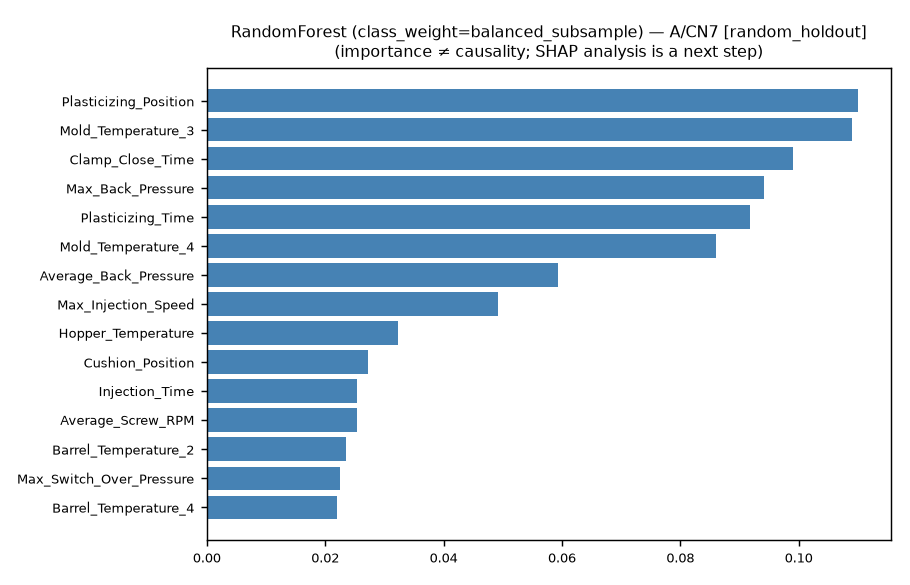 RandomForest (class_weight=balanced_subsample) — A/CN7 [random_holdout]
(importance ≠ causality; SHAP analysis is a next step)
Plasticizing_Position
Mold_Temperature_3
Clamp_Close_Time
Max_Back_Pressure
Plasticizing_Time
Mold_Temperature_4
Average_Back_Pressure
Max_Injection_Speed
Hopper_Temperature
Cushion_Position
Injection_Time
Average_Screw_RPM
Barrel_Temperature_2
Max_Switch_Over_Pressure
Barrel_Temperature_4
0.00 0.02 0.04 0.06 0.08 0.10